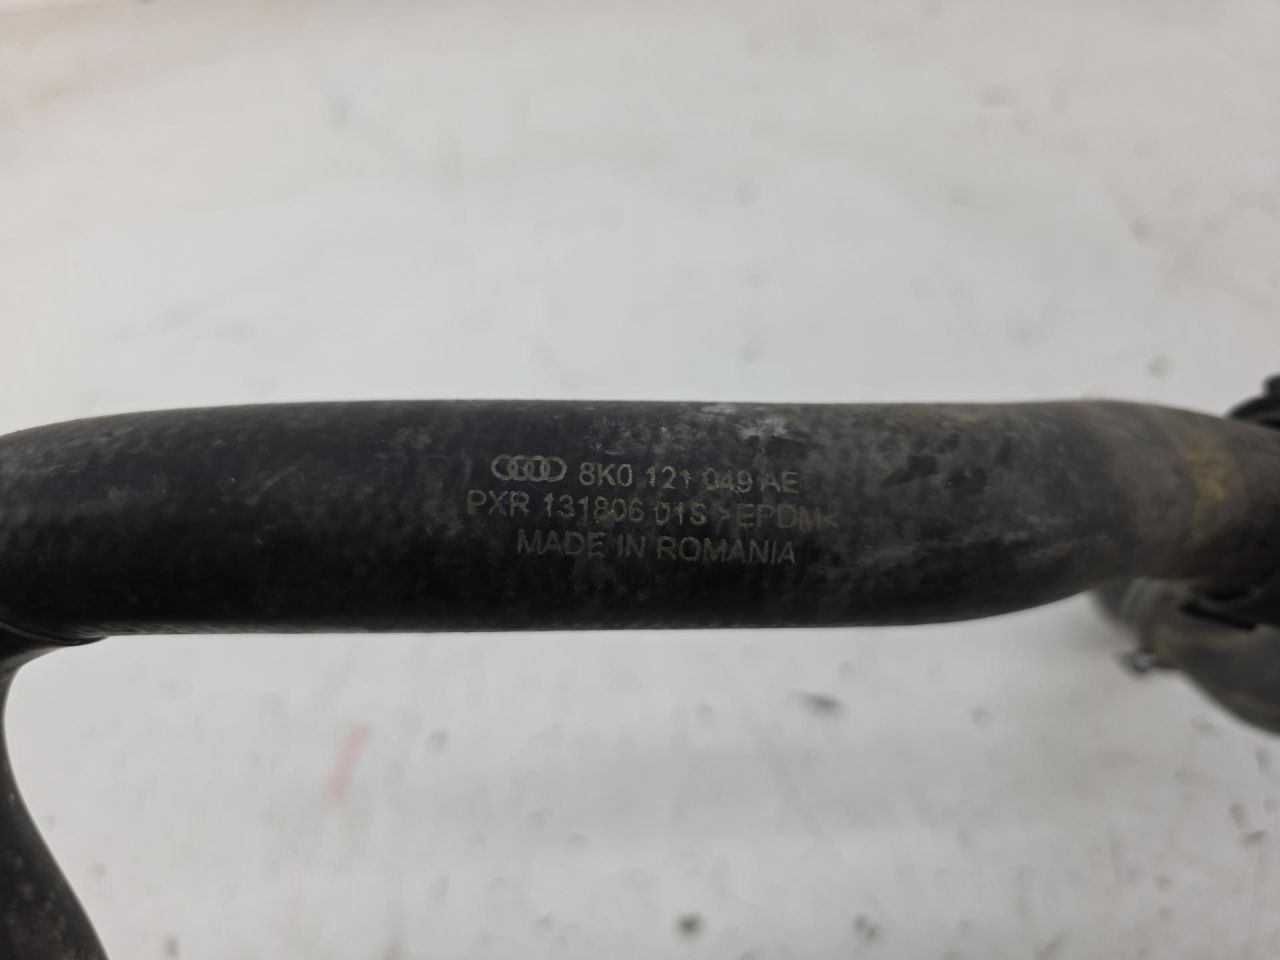 8K0 121 049 AE
PXR 131806 01S >EPDM<
MADE IN ROMANIA